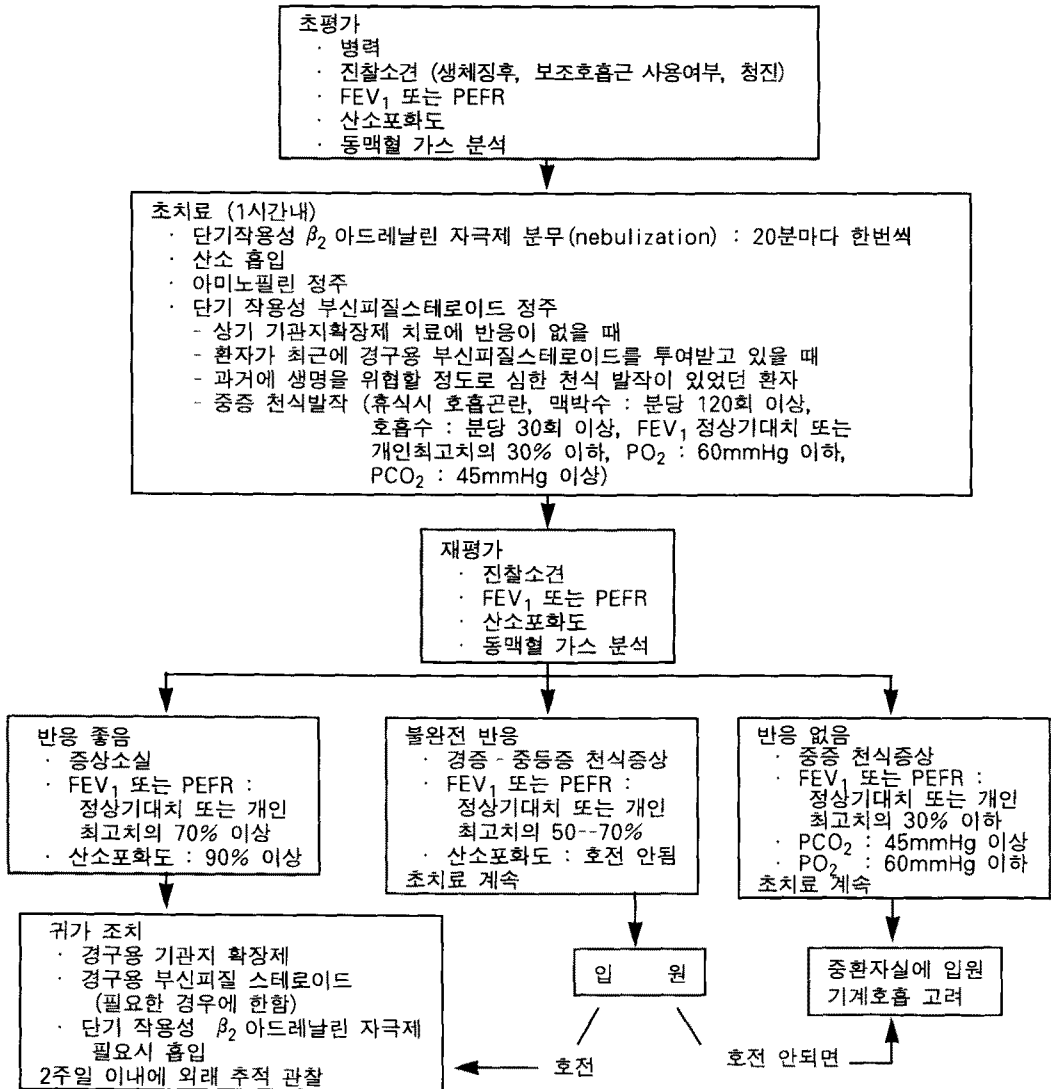 초평가
· 병력
· 진찰소견 (생체징후, 보조호흡근 사용여부, 청진)
· FEV₁ 또는 PEFR
· 산소포화도
· 동맥혈 가스 분석
초치료 (1시간내)
· 단기작용성 β₂ 아드레날린 자극제 분무(nebulization) : 20분마다 한번씩
· 산소 흡입
· 아미노필린 정주
· 단기 작용성 부신피질스테로이드 정주
- 상기 기관지확장제 치료에 반응이 없을 때
- 환자가 최근에 경구용 부신피질스테로이드를 투여받고 있을 때
- 과거에 생명을 위협할 정도로 심한 천식 발작이 있었던 환자
- 중증 천식발작 (휴식시 호흡곤란, 맥박수 : 분당 120회 이상,
호흡수 : 분당 30회 이상, FEV₁ 정상기대치 또는
개인최고치의 30% 이하, PO₂ : 60mmHg 이하,
PCO₂ : 45mmHg 이상)
재평가
· 진찰소견
· FEV₁ 또는 PEFR
· 산소포화도
· 동맥혈 가스 분석
반응 좋음
· 증상소실
· FEV₁ 또는 PEFR :
정상기대치 또는 개인
최고치의 70% 이상
· 산소포화도 : 90% 이상
불완전 반응
· 경증 - 중등증 천식증상
· FEV₁ 또는 PEFR :
정상기대치 또는 개인
최고치의 50--70%
· 산소포화도 : 호전 안됨
초치료 계속
반응 없음
· 중증 천식증상
· FEV₁ 또는 PEFR :
정상기대치 또는 개인
최고치의 30% 이하
· PCO₂ : 45mmHg 이상
· PO₂ : 60mmHg 이하
초치료 계속
귀가 조치
· 경구용 기관지 확장제
· 경구용 부신피질 스테로이드
(필요한 경우에 한함)
· 단기 작용성 β₂ 아드레날린 자극제
필요시 흡입
2주일 이내에 외래 추적 관찰
입 원
중환자실에 입원
기계호흡 고려
호전
호전 안되면